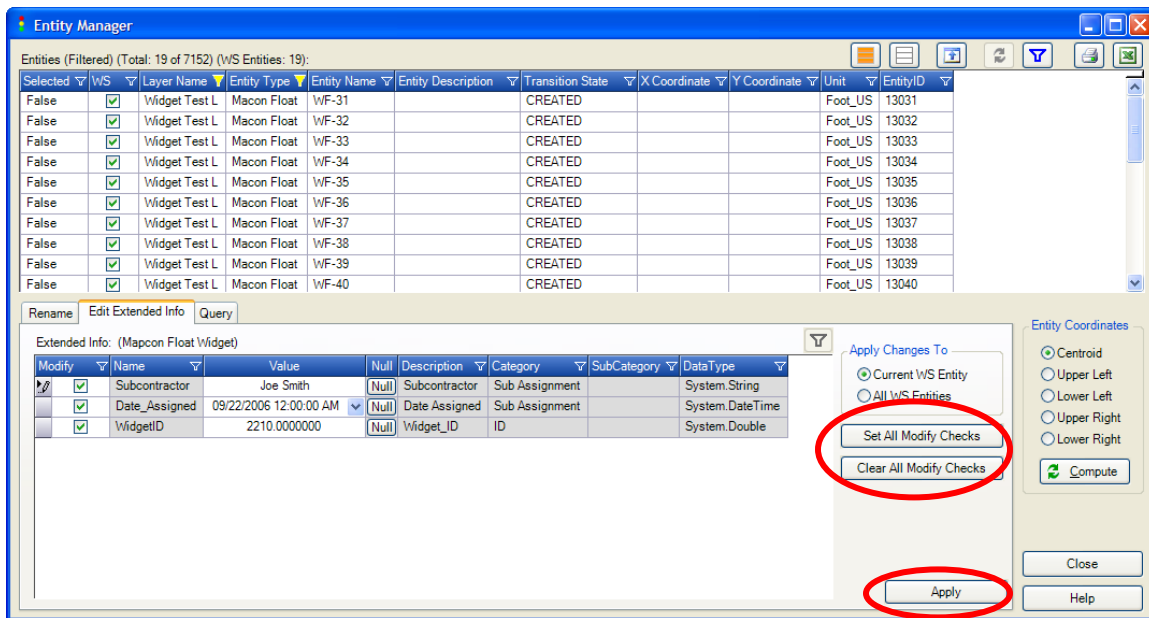 Entity Manager
Entities (Filtered) (Total: 19 of 7152) (WS Entities: 19):
Selected WS Layer Name Entity Type Entity Name Entity Description Transition State X Coordinate Y Coordinate Unit EntityID
False Widget Test L Macon Float WF-31 CREATED Foot_US 13031
False Widget Test L Macon Float WF-32 CREATED Foot_US 13032
False Widget Test L Macon Float WF-33 CREATED Foot_US 13033
False Widget Test L Macon Float WF-34 CREATED Foot_US 13034
False Widget Test L Macon Float WF-35 CREATED Foot_US 13035
False Widget Test L Macon Float WF-36 CREATED Foot_US 13036
False Widget Test L Macon Float WF-37 CREATED Foot_US 13037
False Widget Test L Macon Float WF-38 CREATED Foot_US 13038
False Widget Test L Macon Float WF-39 CREATED Foot_US 13039
False Widget Test L Macon Float WF-40 CREATED Foot_US 13040
Rename Edit Extended Info Query
Extended Info: (Mapcon Float Widget)
Modify Name Value Null Description Category SubCategory DataType
Subcontractor Joe Smith Null Subcontractor Sub Assignment System.String
Date_Assigned 09/22/2006 12:00:00 AM Null Date Assigned Sub Assignment System.DateTime
WidgetID 2210.0000000 Null Widget_ID ID System.Double
Apply Changes To
Current WS Entity
All WS Entities
Set All Modify Checks
Clear All Modify Checks
Apply
Entity Coordinates
Centroid
Upper Left
Lower Left
Upper Right
Lower Right
Compute
Close
Help